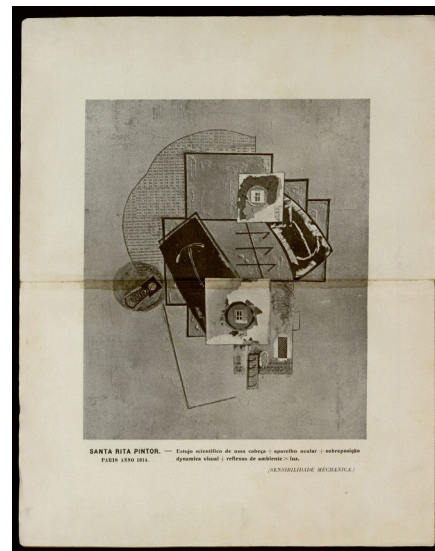 SANTA RITA PINTOR. — Estojo scientifico de uma cabeça + aparelho ocular + sobreposição
PARIS ANNO 1914. dynamica visual + reflexos de ambiente × luz.
(SENSIBILIDADE MECHANICA.)